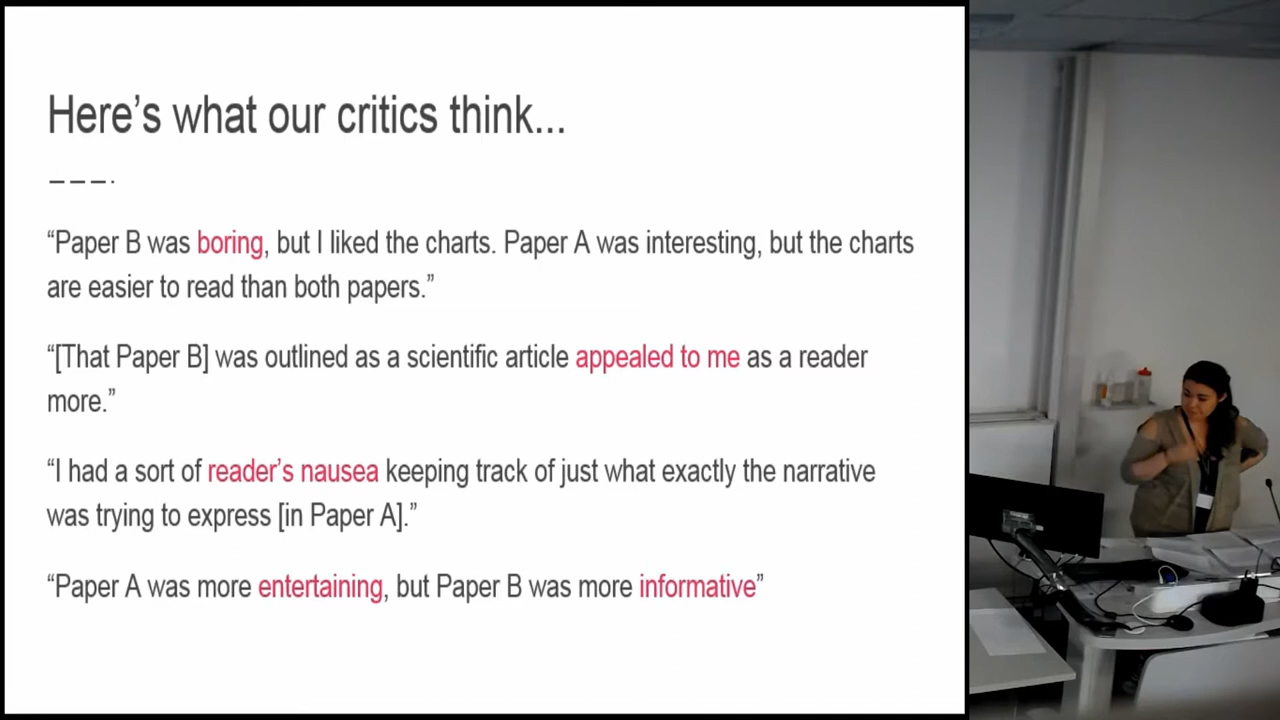 Here’s what our critics think...
“Paper B was boring, but I liked the charts. Paper A was interesting, but the charts
are easier to read than both papers.”
“[That Paper B] was outlined as a scientific article appealed to me as a reader
more.”
“I had a sort of reader’s nausea keeping track of just what exactly the narrative
was trying to express [in Paper A].”
“Paper A was more entertaining, but Paper B was more informative”